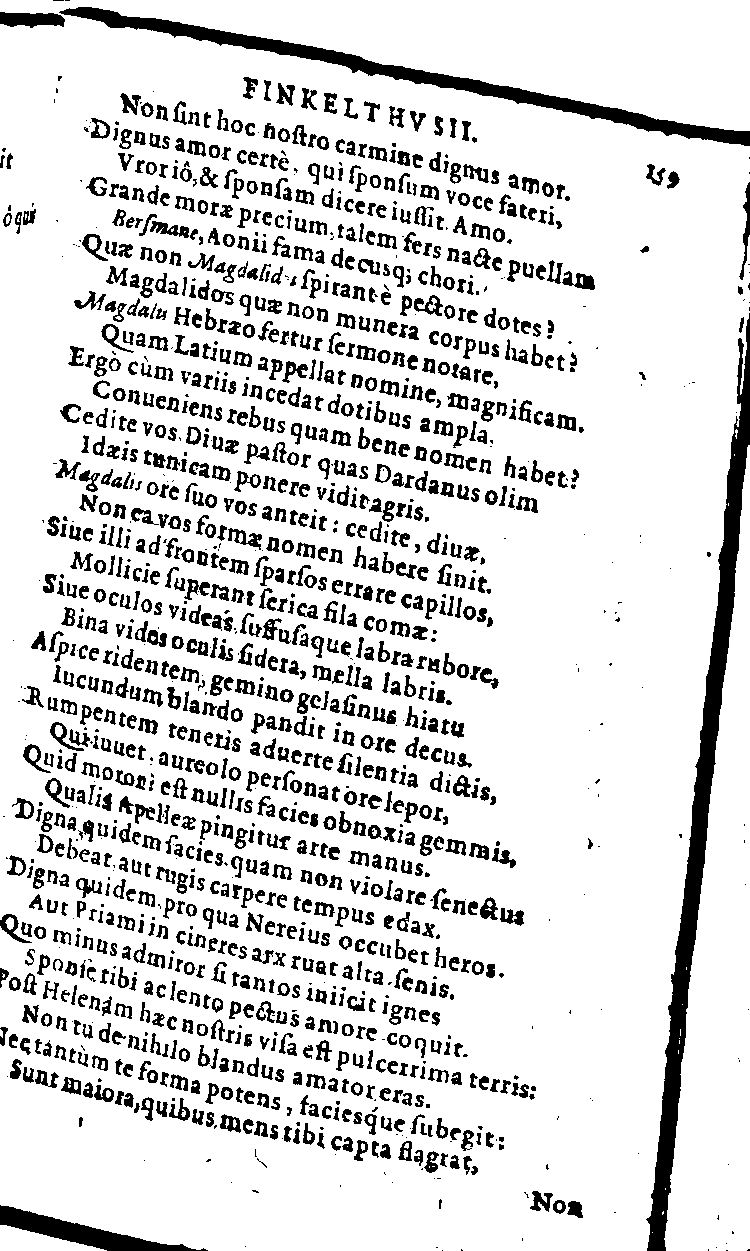 FINKELTHVSII. 159
Non ſint hoc noſtro carmine dignus amor.
Dignus amor certè, qui ſponſum voce fateri,
Vror iô, & ſponſam dicere iuſſit. Amo.
Grande moræ precium, talem fers nacte puellam
Berſmane, Aonii fama decusq; chori.
Quæ non Magdalidis ſpirant è pectore dotes?
Magdalidos quæ non munera corpus habet?
Magdalu Hebræo fertur ſermone notare,
Quam Latium appellat nomine, magnificam.
Ergò cùm variis incedat dotibus ampla,
Conueniens rebus quam bene nomen habet?
Cedite vos Diuæ paſtor quas Dardanus olim
Idæis tunicam ponere vidit agris.
Magdalis ore ſuo vos anteit: cedite, diuæ,
Non ea vos formæ nomen habere ſinit.
Siue illi ad frontem ſparſos errare capillos,
Mollicie ſuperant ſerica fila comæ:
Siue oculos videas ſuffuſaque labra rubore,
Bina vides oculis ſidera, mella labris.
Aſpice ridentem, gemino gelaſinus hiatu
Iucundum blando pandit in ore decus.
Rumpentem teneris aduerte ſilentia dictis,
Qui iuuet, aureolo perſonat ore lepor,
Quid moror? eſt nullis facies obnoxia gemmis,
Qualis Apelleæ pingitur arte manus.
Digna quidem facies quam non violare ſenectus
Debeat, aut rugis carpere tempus edax.
Digna quidem pro qua Nereius occubet heros.
Aut Priami in cineres arx ruat alta ſenis.
Quo minus admiror ſi tantos iniicit ignes
Sponſe tibi ac lento pectus amore coquit.
Poſt Helenam hæc noſtris viſa eſt pulcerrima terris:
Non tu de nihilo blandus amator eras.
Nec tantùm te forma potens, facieſque ſubegit:
Sunt maiora, quibus mens tibi capta flagrat,
Non
it
ô qui